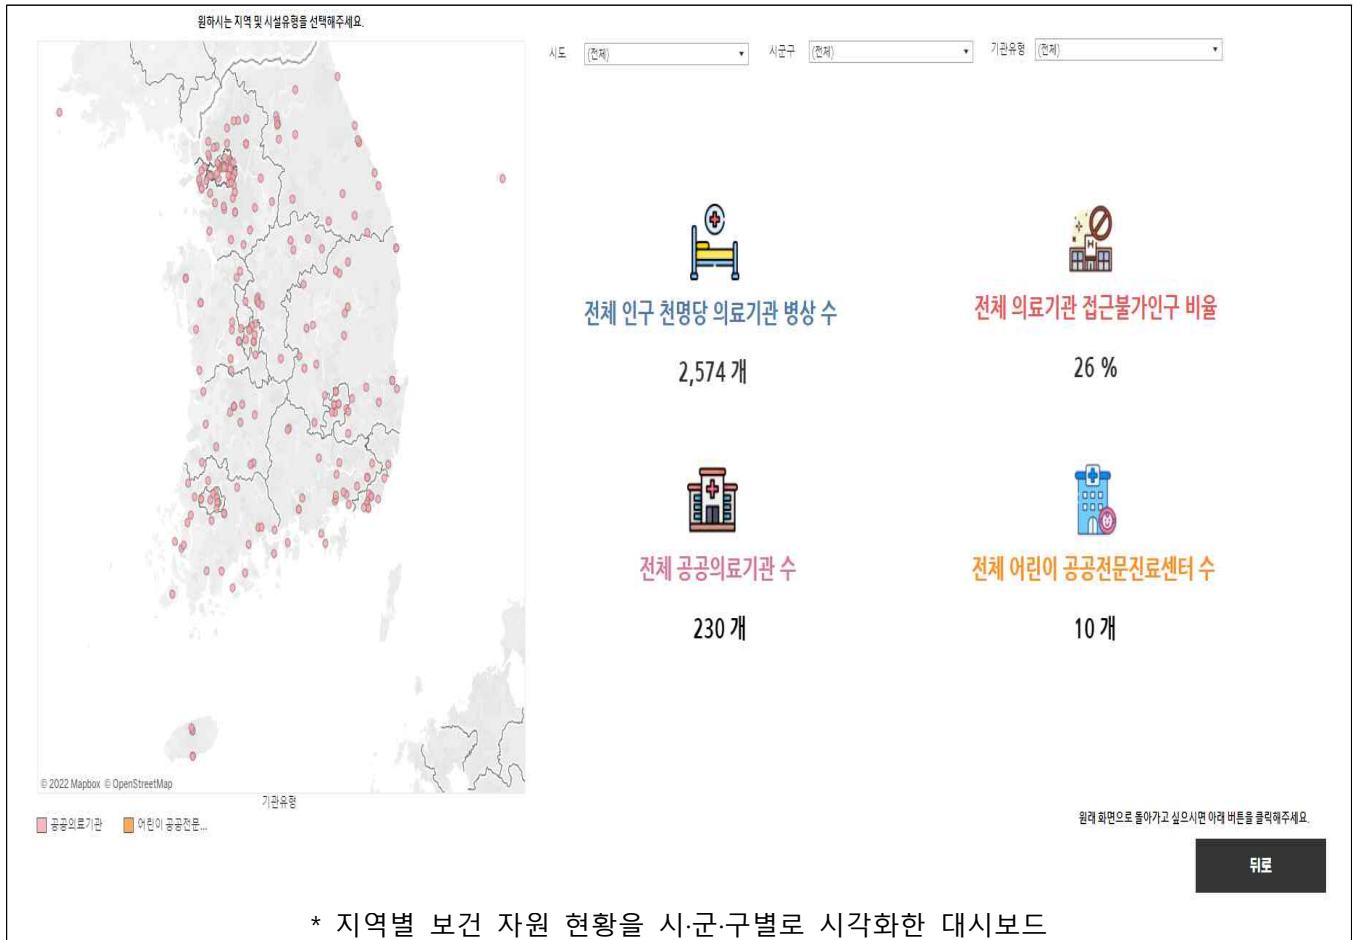 원하시는 지역 및 시설유형을 선택해주세요.
시도 (전체) 시군구 (전체) 기관유형 (전체)
전체 인구 천명당 의료기관 병상 수
2,574 개
전체 의료기관 접근불가인구 비율
26 %
전체 공공의료기관 수
230 개
전체 어린이 공공전문진료센터 수
10 개
© 2022 Mapbox © OpenStreetMap
기관유형
공공의료기관 어린이 공공전문...
원래 화면으로 돌아가고 싶으시면 아래 버튼을 클릭해주세요.
뒤로
* 지역별 보건 자원 현황을 시·군·구별로 시각화한 대시보드